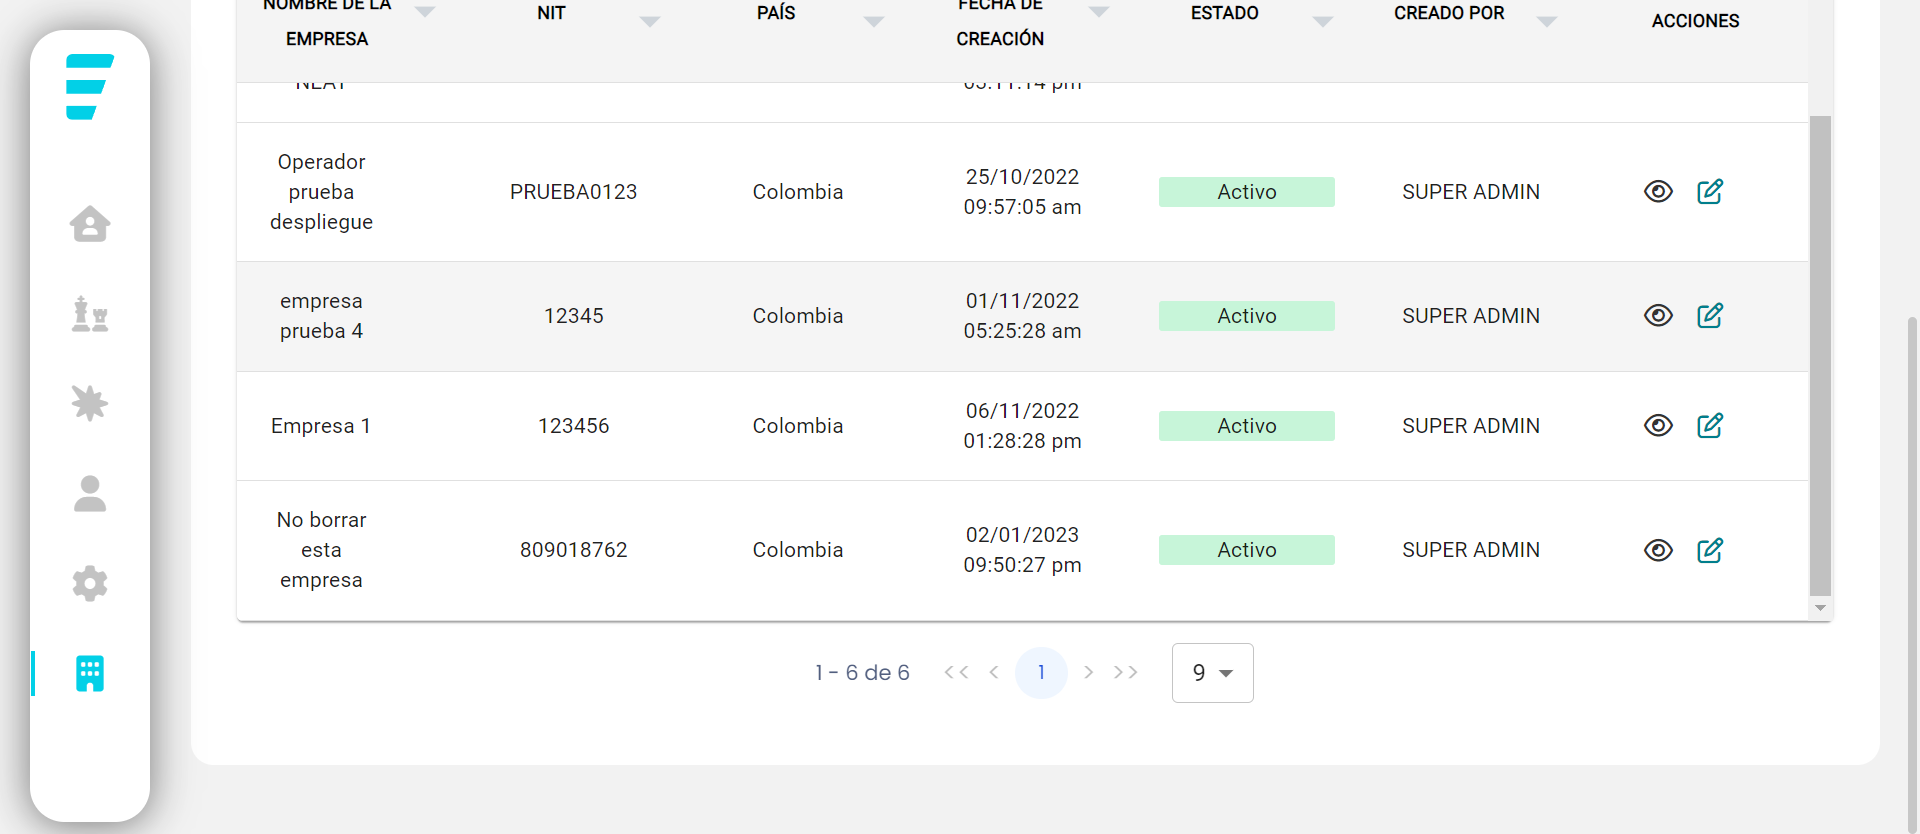 NOMBRE DE LA
EMPRESA
NIT
PAÍS
FECHA DE
CREACIÓN
ESTADO
CREADO POR
ACCIONES
NEAT
05:11:14 pm
Operador
prueba
despliegue
PRUEBA0123
Colombia
25/10/2022
09:57:05 am
Activo
SUPER ADMIN
empresa
prueba 4
12345
Colombia
01/11/2022
05:25:28 am
Activo
SUPER ADMIN
Empresa 1
123456
Colombia
06/11/2022
01:28:28 pm
Activo
SUPER ADMIN
No borrar
esta
empresa
809018762
Colombia
02/01/2023
09:50:27 pm
Activo
SUPER ADMIN
1 - 6 de 6
<< < 1 > >>
9